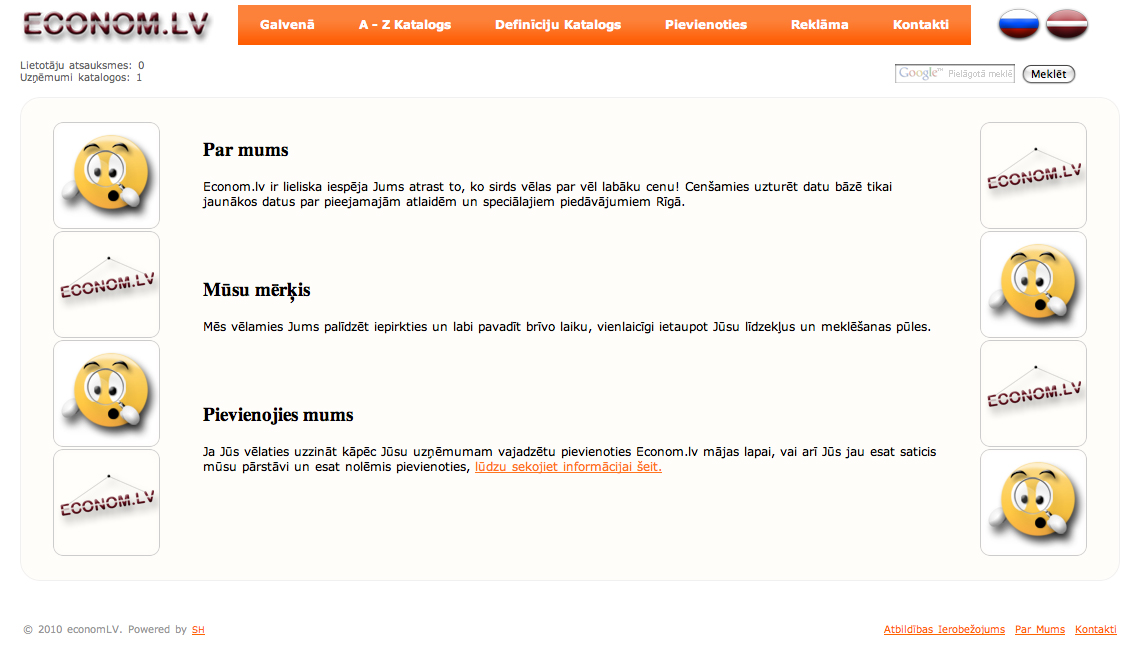 ECONOM.LV
Galvenā
A - Z Katalogs
Definīciju Katalogs
Pievienoties
Reklāma
Kontakti
Lietotāju atsauksmes: 0
Uzņēmumi katalogos: 1
Google™ Pielāgotā meklē
Meklēt
Par mums
Econom.lv ir lieliska iespēja Jums atrast to, ko sirds vēlas par vēl labāku cenu! Cenšamies uzturēt datu bāzē tikai
jaunākos datus par pieejamajām atlaidēm un speciālajiem piedāvājumiem Rīgā.
ECONOM.LV
ECONOM.LV
Mūsu mērķis
Mēs vēlamies Jums palīdzēt iepirkties un labi pavadīt brīvo laiku, vienlaicīgi ietaupot Jūsu līdzekļus un meklēšanas pūles.
ECONOM.LV
Pievienojies mums
Ja Jūs vēlaties uzzināt kāpēc Jūsu uzņēmumam vajadzētu pievienoties Econom.lv mājas lapai, vai arī Jūs jau esat saticis
mūsu pārstāvi un esat nolēmis pievienoties, lūdzu sekojiet informācijai šeit.
ECONOM.LV
© 2010 economLV. Powered by SH
Atbildības Ierobežojums
Par Mums
Kontakti